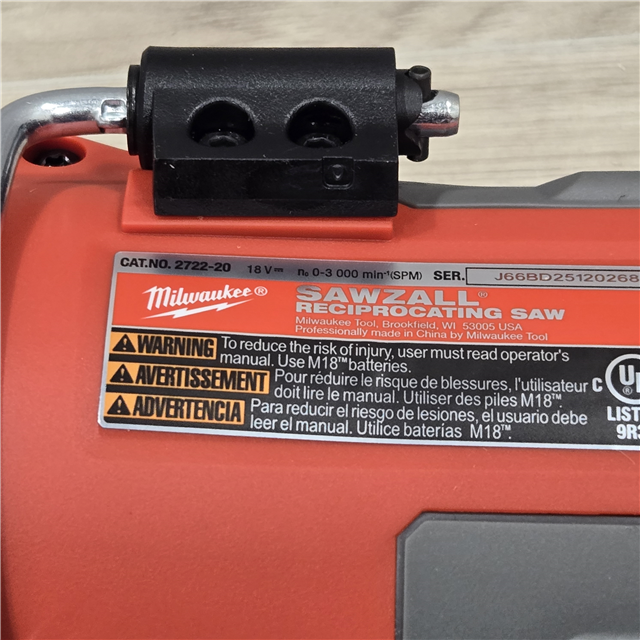 CAT.NO. 2722-20 18 V⎓ n₀ 0-3 000 min⁻¹(SPM) SER. J66BD25120268
Milwaukee®
SAWZALL®
RECIPROCATING SAW
Milwaukee Tool, Brookfield, WI 53005 USA
Professionally made in China by Milwaukee Tool
WARNING To reduce the risk of injury, user must read operator's
manual. Use M18™ batteries.
AVERTISSEMENT Pour réduire le risque de blessures, l'utilisateur
doit lire le manual. Utiliser des piles M18™.
ADVERTENCIA Para reducir el riesgo de lesiones, el usuario debe
leer el manual. Utilice baterías M18™.
C
LIST
9R3